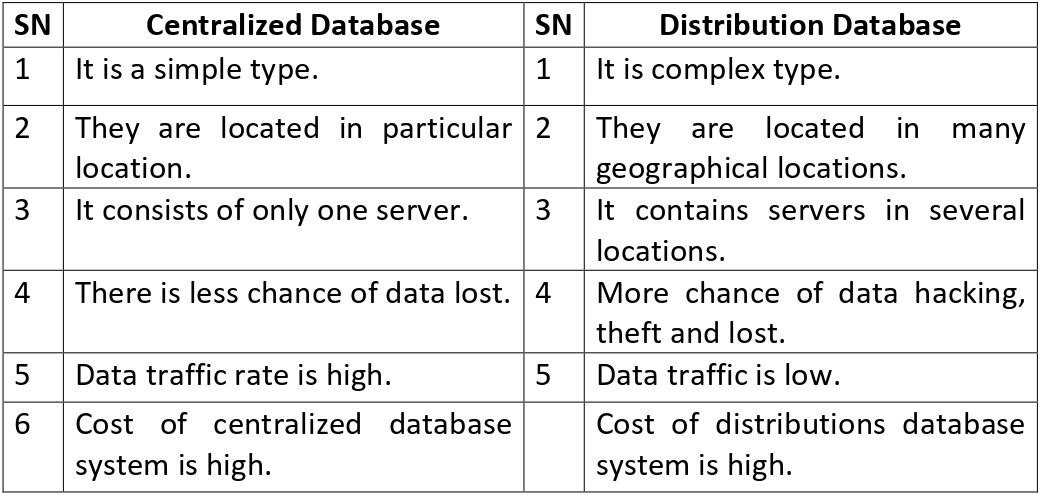 SN Centralized Database SN Distribution Database
1 It is a simple type. 1 It is complex type.
2 They are located in particular 2 They are located in many
location. geographical locations.
3 It consists of only one server. 3 It contains servers in several
locations.
4 There is less chance of data lost. 4 More chance of data hacking,
theft and lost.
5 Data traffic rate is high. 5 Data traffic is low.
6 Cost of centralized database Cost of distributions database
system is high. system is high.